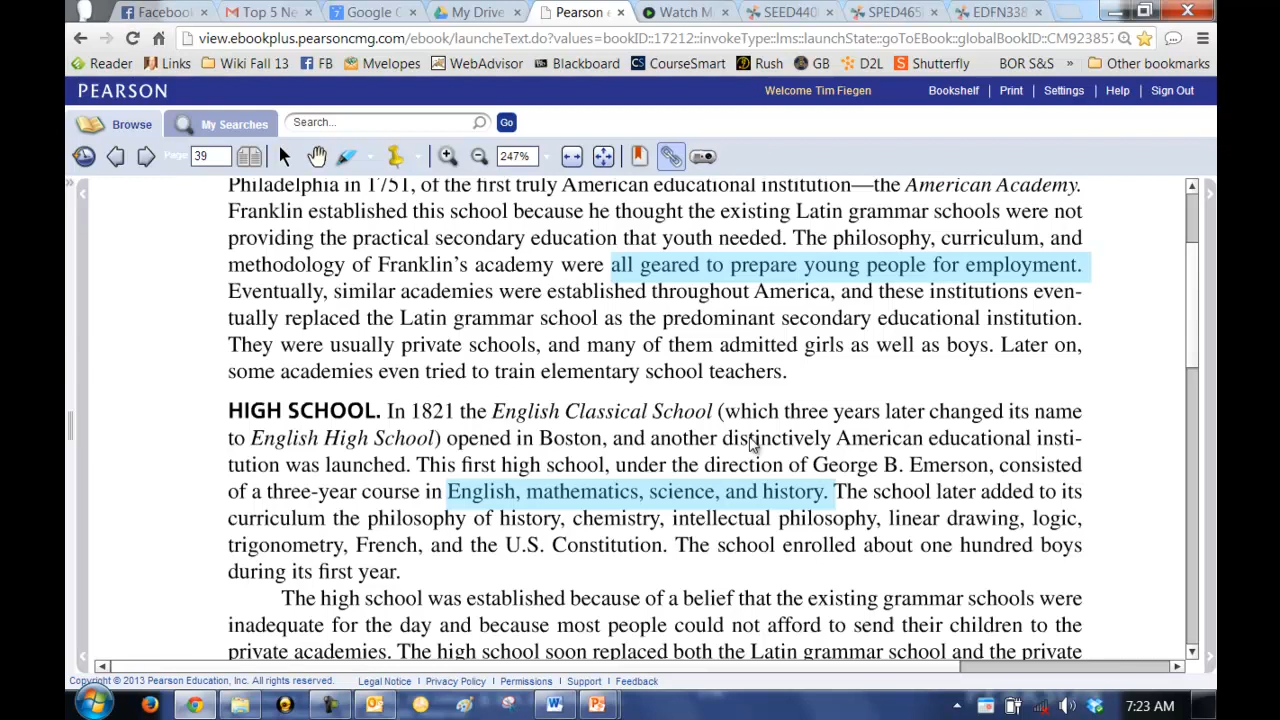 Facebook
Top 5 Ne
Google C
My Drive
Pearson e
Watch M
SEED440
SPED465
EDFN338
view.ebookplus.pearsoncmg.com/ebook/launcheText.do?values=bookID::17212::invokeType::lms::launchState::goToEBook::globalBookID::CM923857
Reader Links Wiki Fall 13 FB Mvelopes WebAdvisor Blackboard CourseSmart Rush GB D2L Shutterfly BOR S&S » Other bookmarks
PEARSON Welcome Tim Fiegen Bookshelf | Print | Settings | Help | Sign Out
Browse My Searches Search... Go
Page 39 247%
Philadelphia in 1751, of the first truly American educational institution—the American Academy.
Franklin established this school because he thought the existing Latin grammar schools were not
providing the practical secondary education that youth needed. The philosophy, curriculum, and
methodology of Franklin's academy were all geared to prepare young people for employment.
Eventually, similar academies were established throughout America, and these institutions even-
tually replaced the Latin grammar school as the predominant secondary educational institution.
They were usually private schools, and many of them admitted girls as well as boys. Later on,
some academies even tried to train elementary school teachers.
HIGH SCHOOL. In 1821 the English Classical School (which three years later changed its name
to English High School) opened in Boston, and another distinctively American educational insti-
tution was launched. This first high school, under the direction of George B. Emerson, consisted
of a three-year course in English, mathematics, science, and history. The school later added to its
curriculum the philosophy of history, chemistry, intellectual philosophy, linear drawing, logic,
trigonometry, French, and the U.S. Constitution. The school enrolled about one hundred boys
during its first year.
The high school was established because of a belief that the existing grammar schools were
inadequate for the day and because most people could not afford to send their children to the
private academies. The high school soon replaced both the Latin grammar school and the private
Copyright © 2013 Pearson Education, Inc. All rights reserved. Legal Notice | Privacy Policy | Permissions | Support | Feedback
7:23 AM